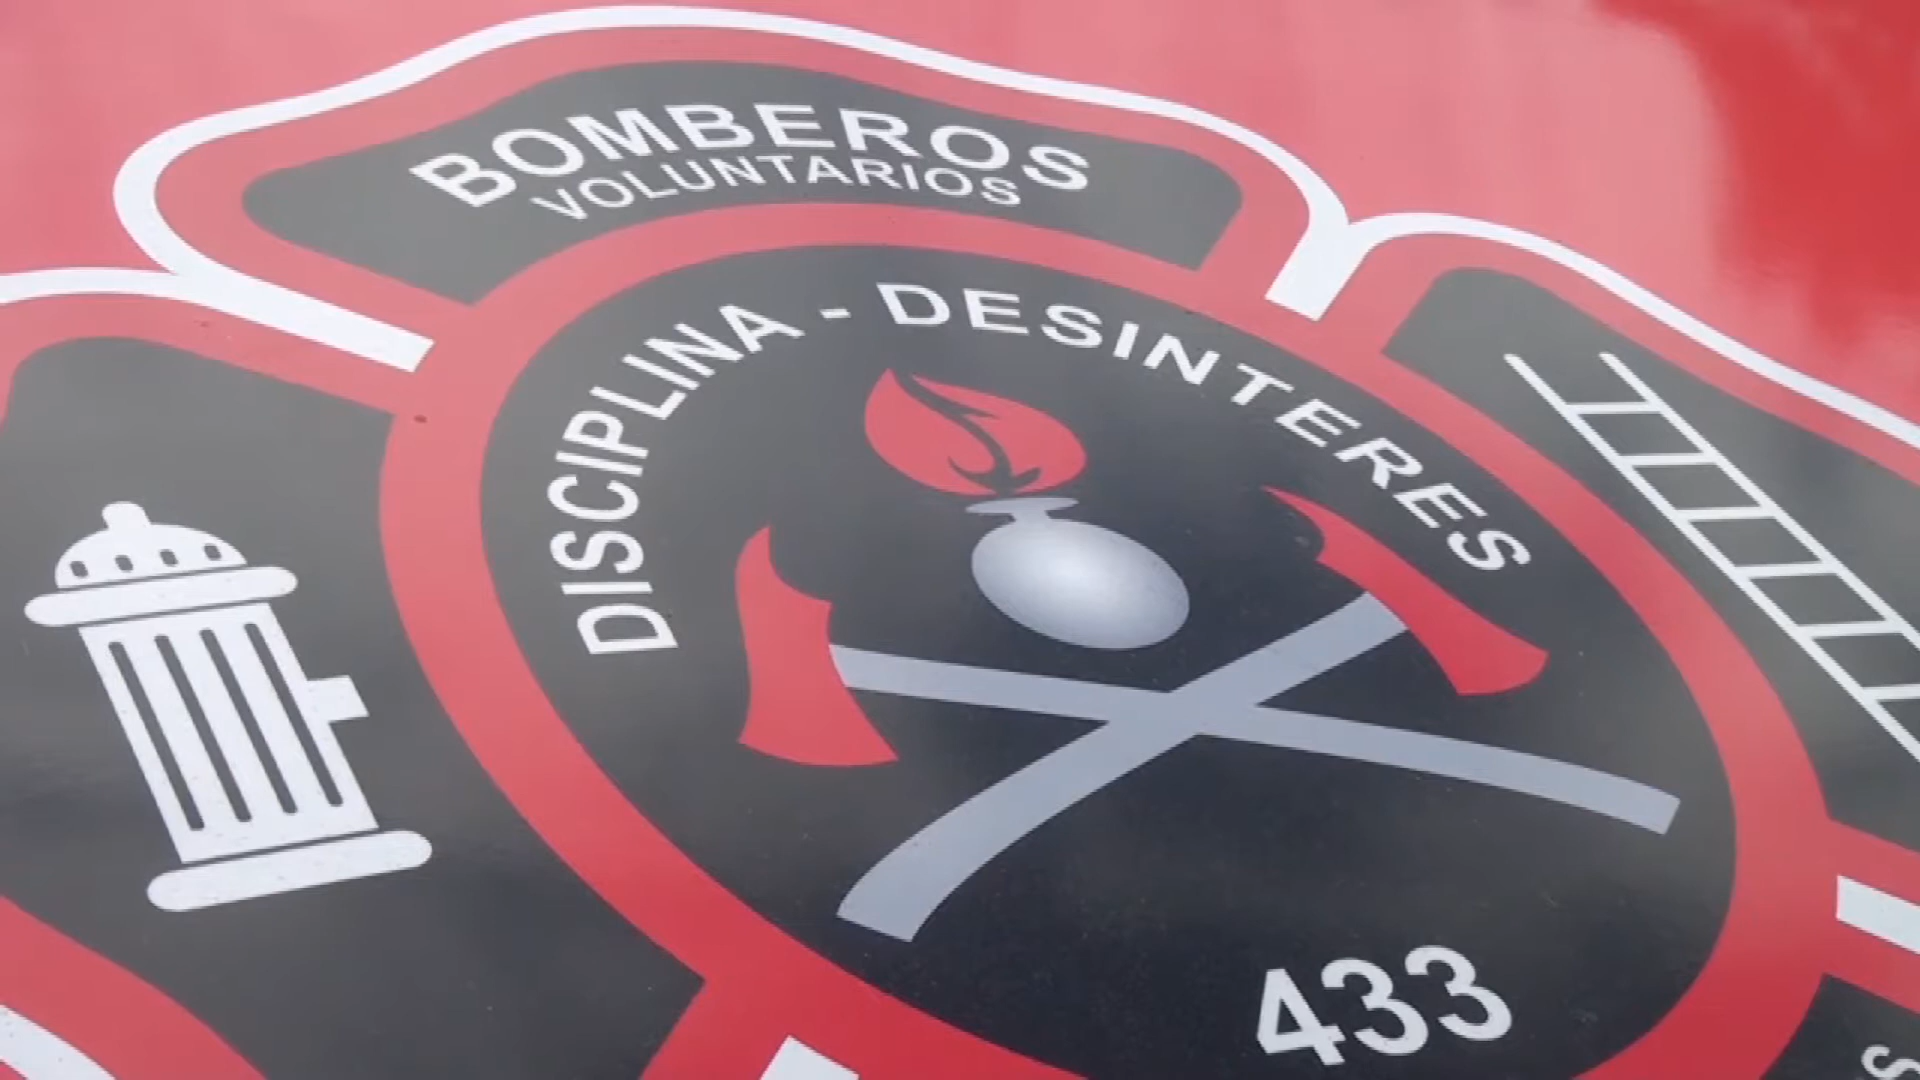 BOMBEROS
VOLUNTARIOS
DISCIPLINA - DESINTERES
433